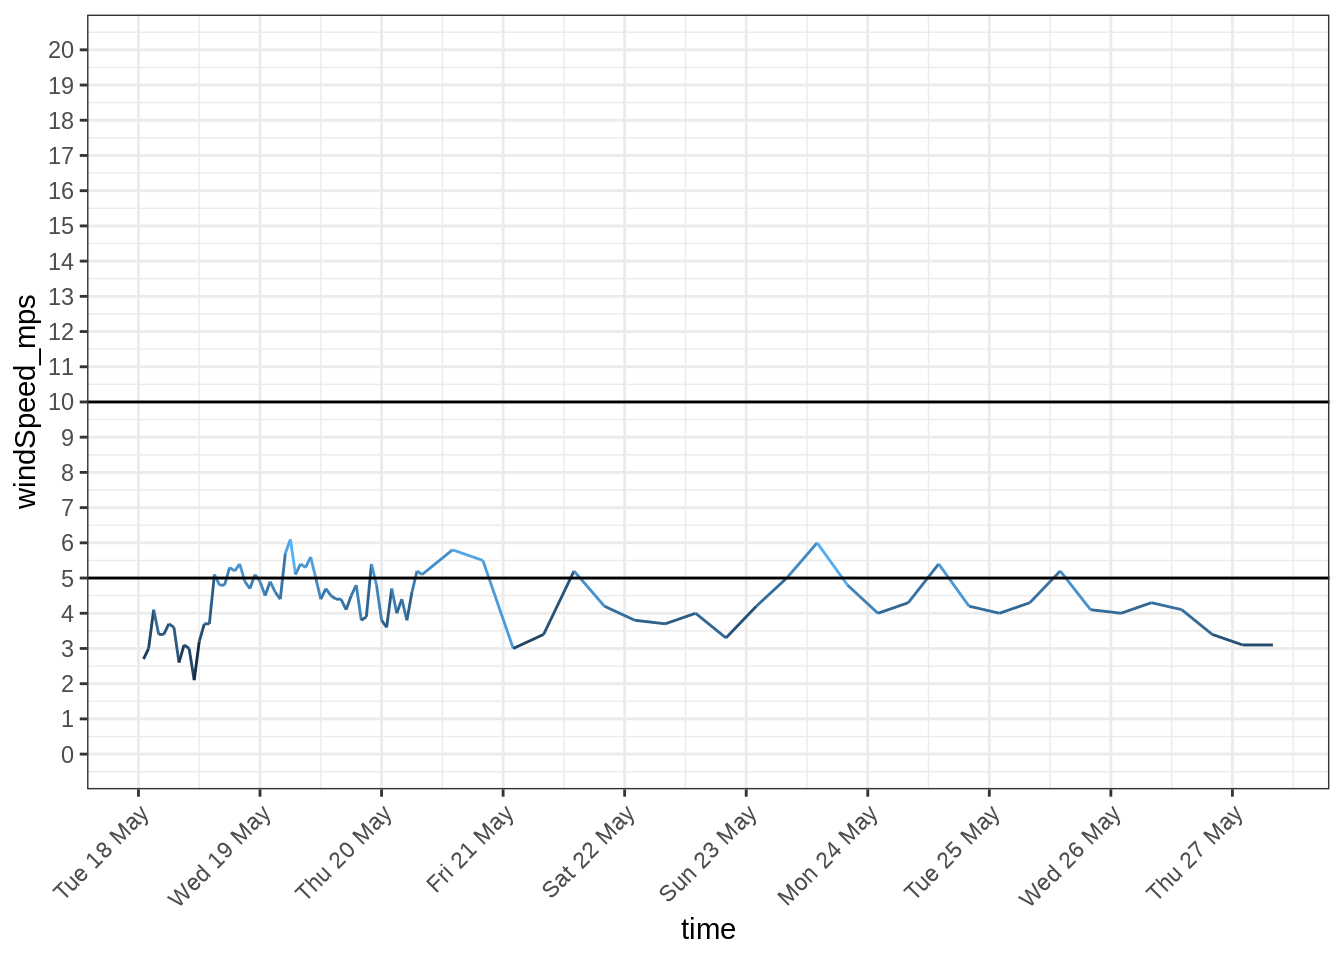 windSpeed_mps
20
19
18
17
16
15
14
13
12
11
10
9
8
7
6
5
4
3
2
1
0
Tue 18 May
Wed 19 May
Thu 20 May
Fri 21 May
Sat 22 May
Sun 23 May
Mon 24 May
Tue 25 May
Wed 26 May
Thu 27 May
time